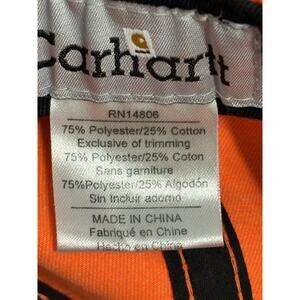 Carhartt
RN14806
75% Polyester/25% Cotton
Exclusive of trimming
75% Polyester/25% Coton
Sans garniture
75%Polyester/25% Algodón
Sin Incluir adorno
MADE IN CHINA
Fabriqué en Chine
Hecho en China